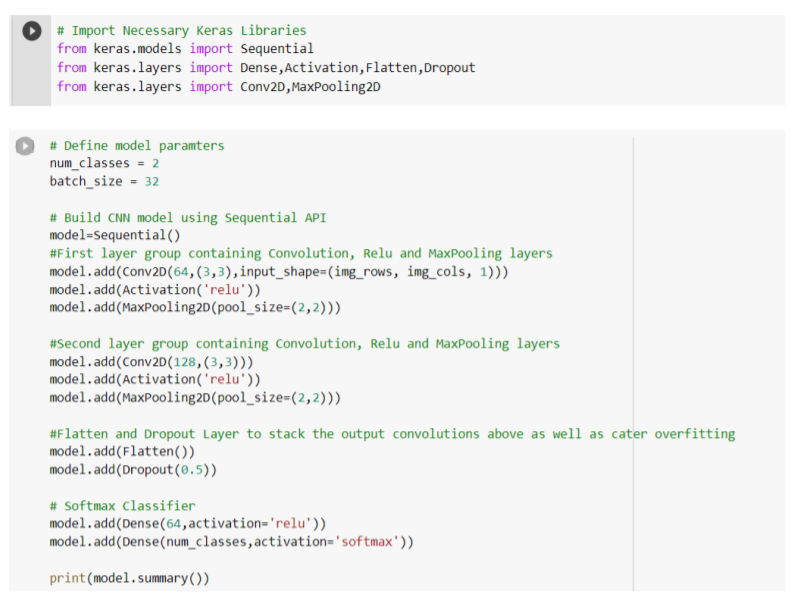 # Import Necessary Keras Libraries
from keras.models import Sequential
from keras.layers import Dense,Activation,Flatten,Dropout
from keras.layers import Conv2D,MaxPooling2D
# Define model paramters
num_classes = 2
batch_size = 32
# Build CNN model using Sequential API
model=Sequential()
#First layer group containing Convolution, Relu and MaxPooling layers
model.add(Conv2D(64,(3,3),input_shape=(img_rows, img_cols, 1)))
model.add(Activation('relu'))
model.add(MaxPooling2D(pool_size=(2,2)))
#Second layer group containing Convolution, Relu and MaxPooling layers
model.add(Conv2D(128,(3,3)))
model.add(Activation('relu'))
model.add(MaxPooling2D(pool_size=(2,2)))
#Flatten and Dropout Layer to stack the output convolutions above as well as cater overfitting
model.add(Flatten())
model.add(Dropout(0.5))
# Softmax Classifier
model.add(Dense(64,activation='relu'))
model.add(Dense(num_classes,activation='softmax'))
print(model.summary())